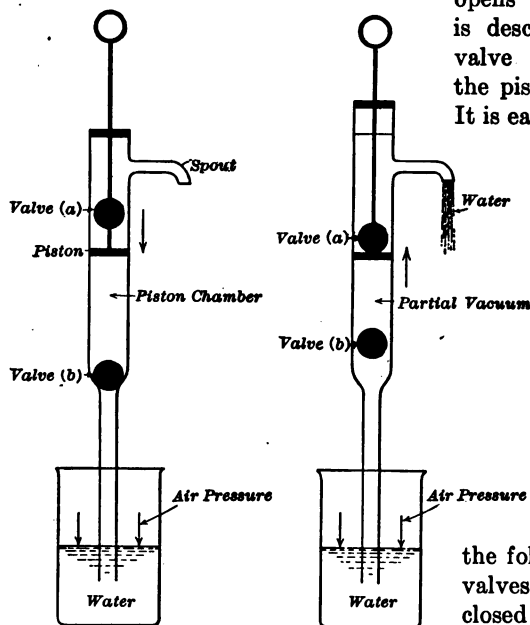 opens
is desc
valve
the pis
It is ea
Spout
Valve (a)
Piston
Piston Chamber
Valve (b)
Air Pressure
Water
Water
Valve (a)
Partial Vacuum
Valve (b)
Air Pressure
Water
the fol
valves
closed